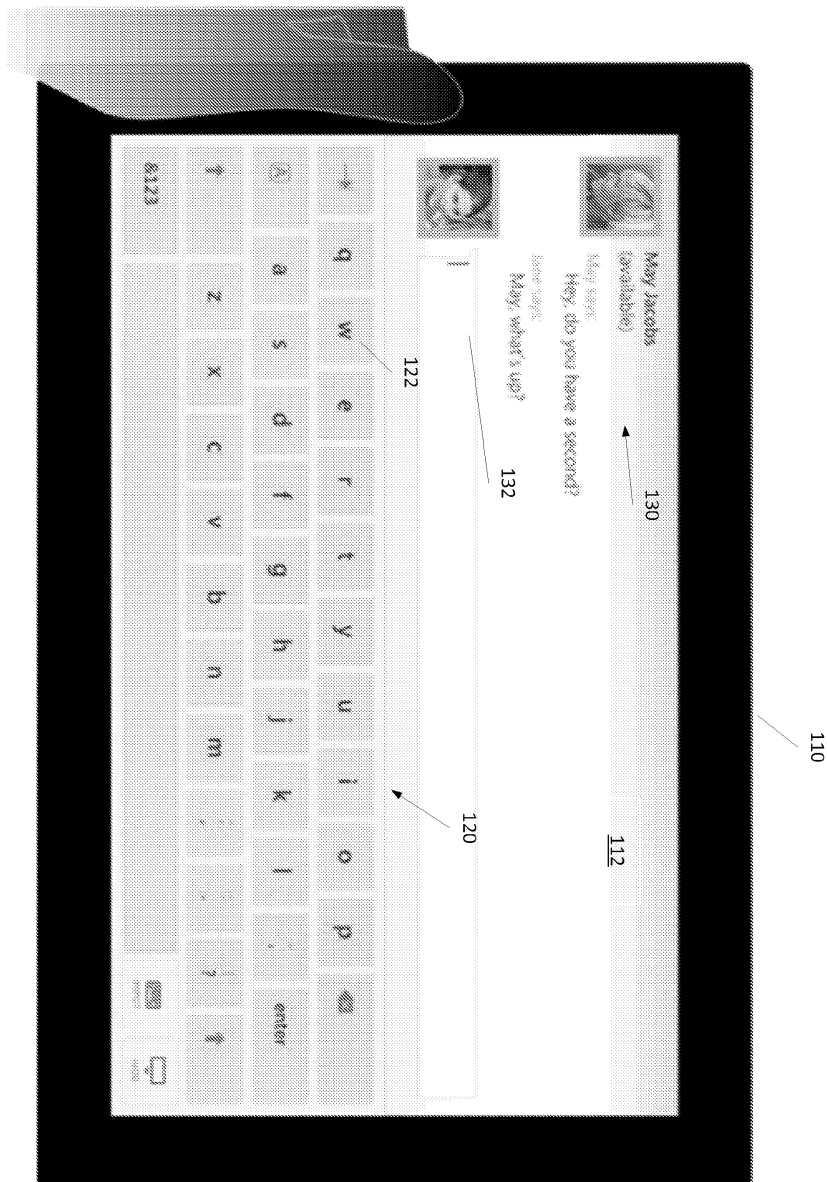 110
112
May Jacobs
(available)
130
May says:
Hey, do you have a second?
Jane says:
May, what's up?
132
120
122
q w e r t y u i o p
A a s d f g h j k l enter
z x c v b n m
&123